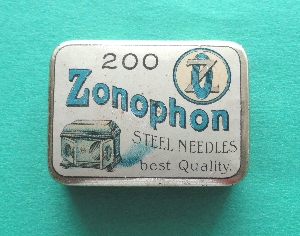 200
Zonophon
STEEL NEEDLES
best Quality.